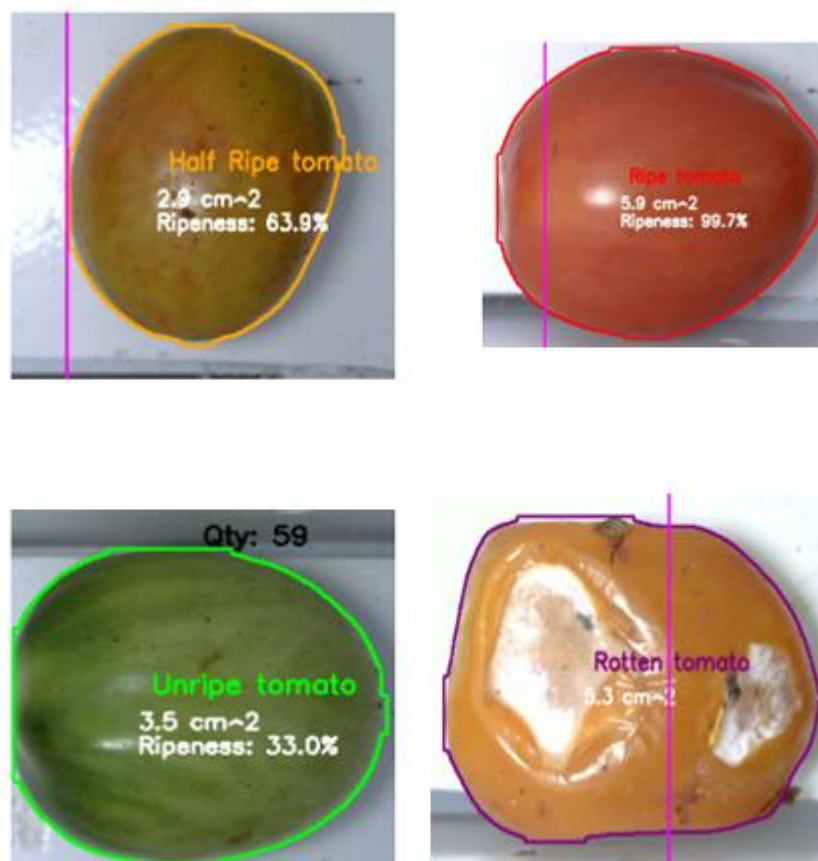 Half Ripe tomato
2.9 cm^2
Ripeness: 63.9%
Ripe tomato
5.9 cm^2
Ripeness: 99.7%
Qty: 59
Unripe tomato
3.5 cm^2
Ripeness: 33.0%
Rotten tomato
5.3 cm^2